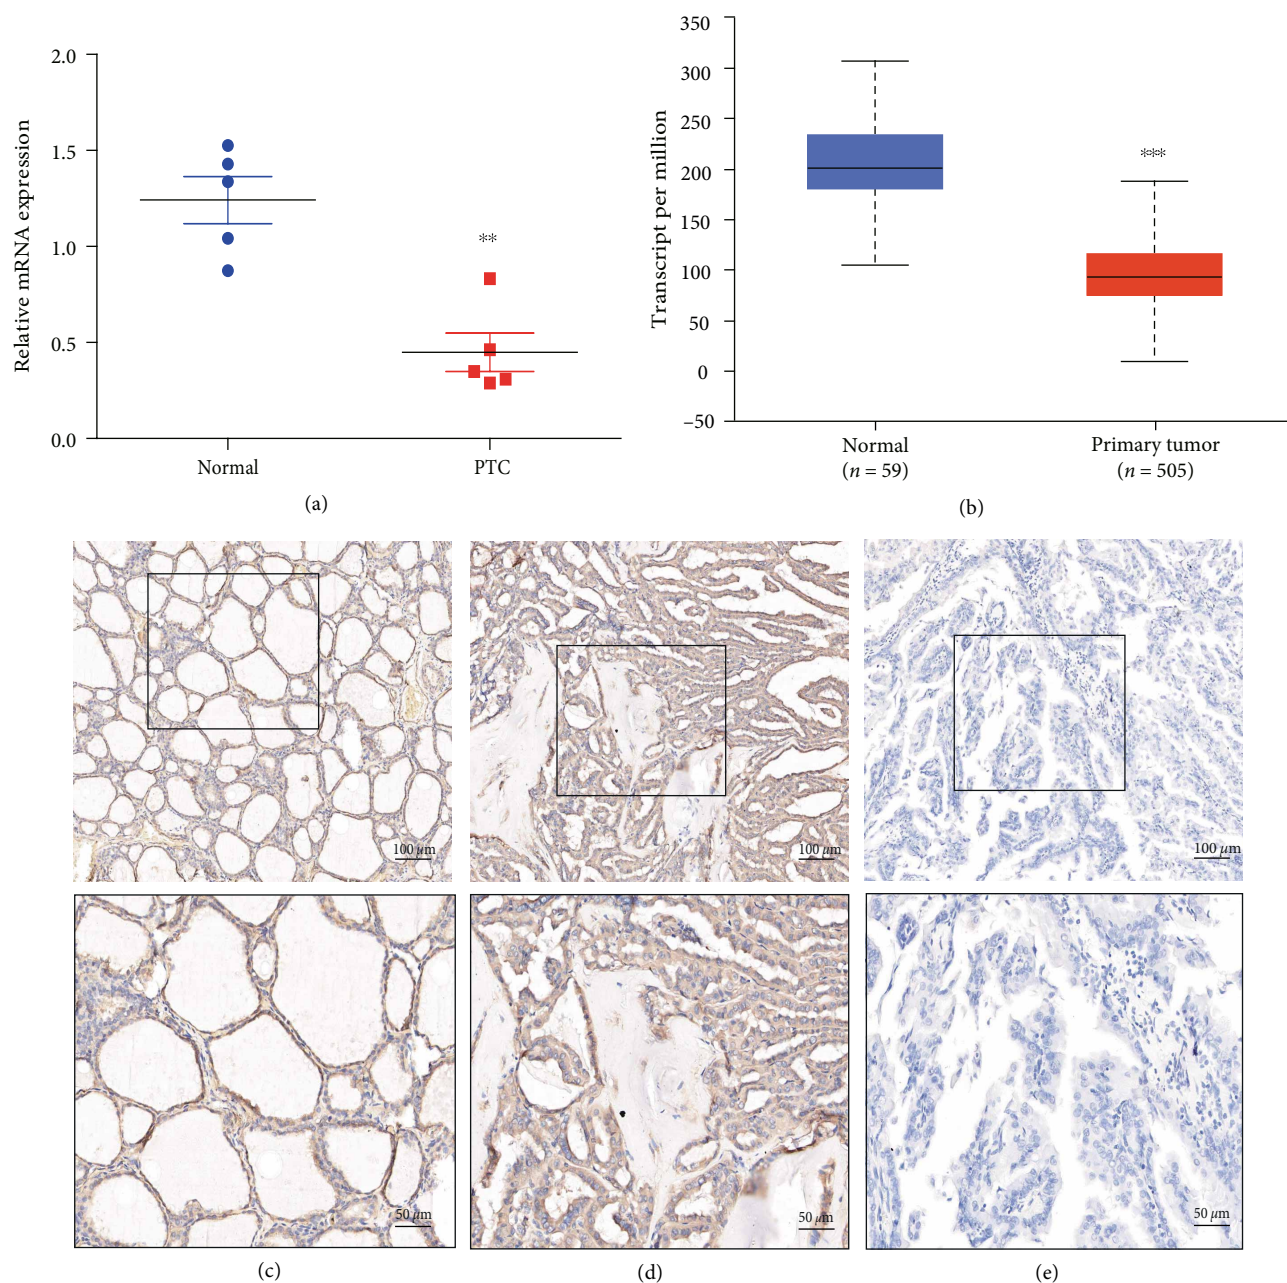 2.0
1.5
1.0
0.5
0.0
Relative mRNA expression
**
Normal
PTC
(a)
350
300
250
200
150
100
50
0
−50
Transcript per million
***
Normal
(n = 59)
Primary tumor
(n = 505)
(b)
100 μm
100 μm
100 μm
50 μm
50 μm
50 μm
(c)
(d)
(e)